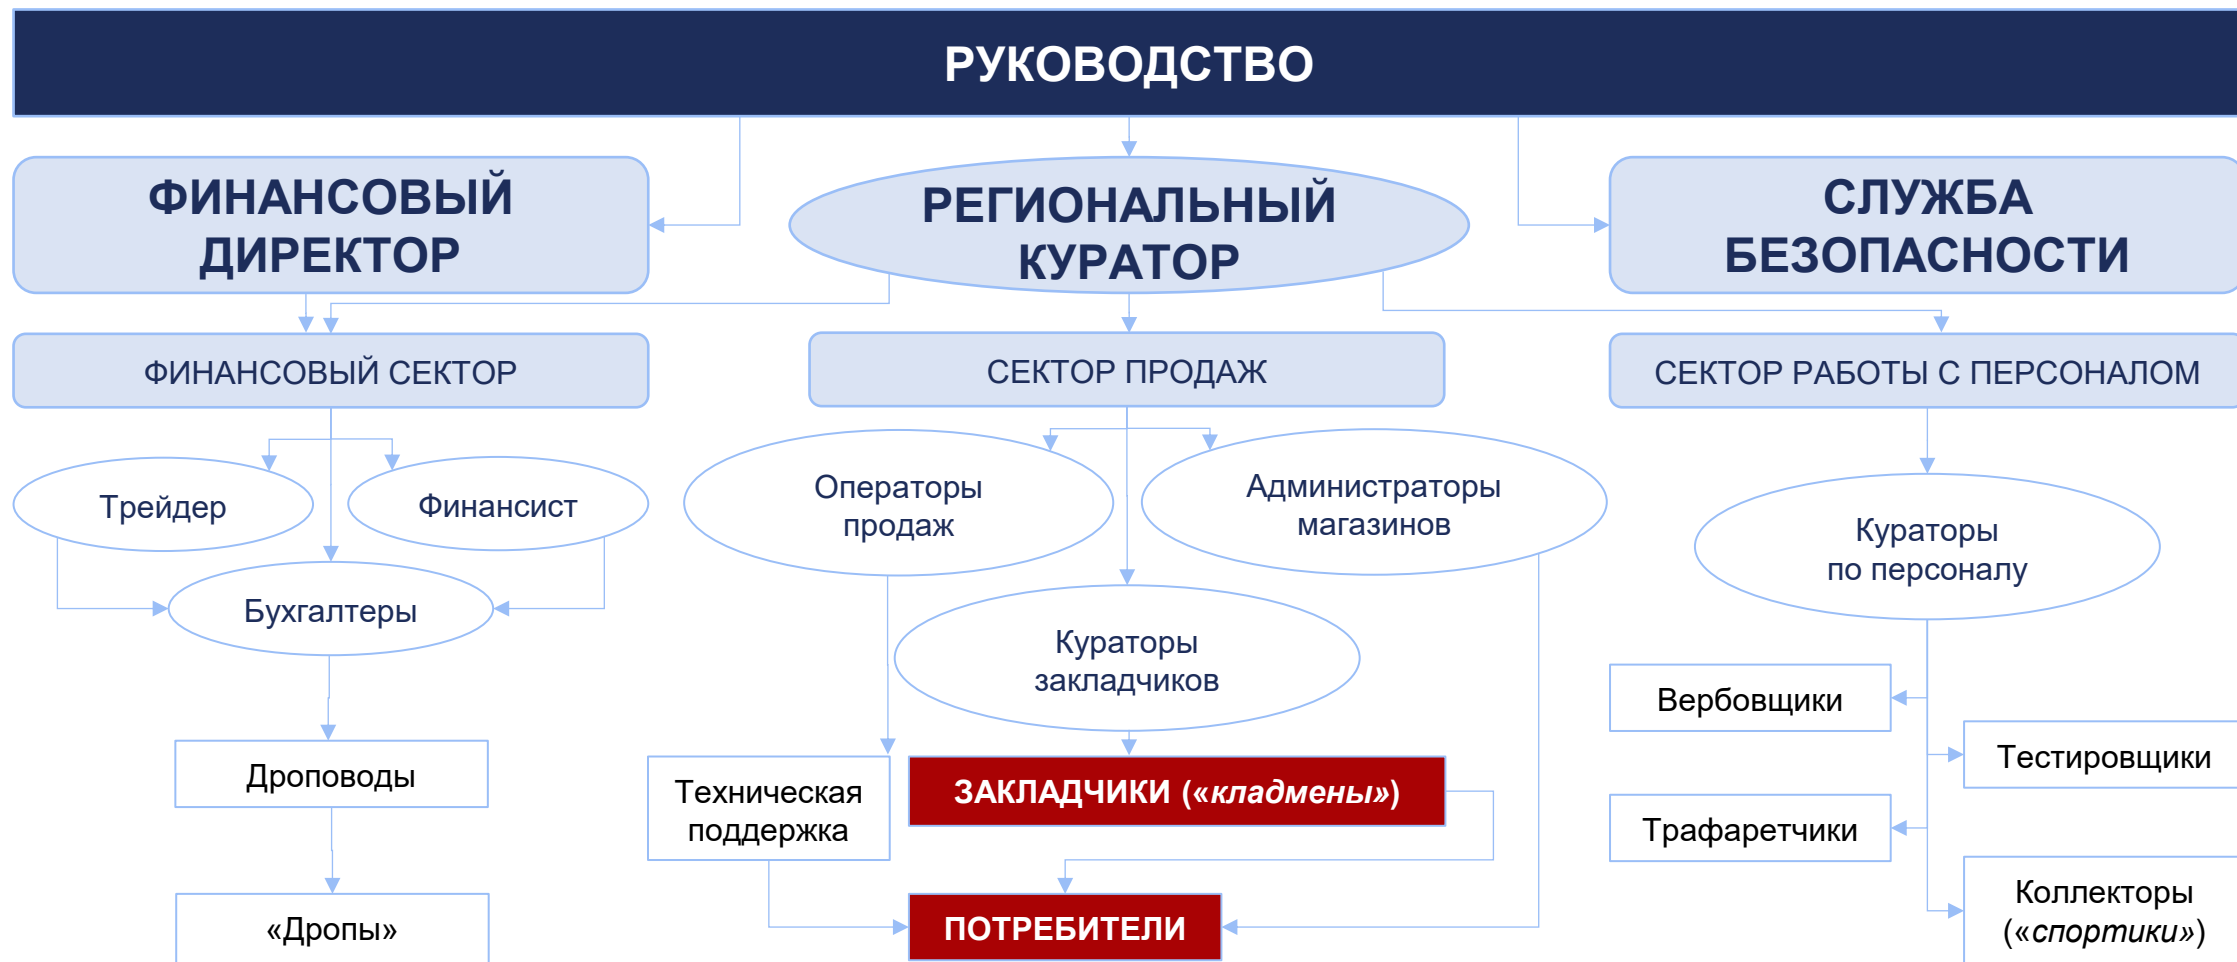 РУКОВОДСТВО
ФИНАНСОВЫЙ
ДИРЕКТОР
РЕГИОНАЛЬНЫЙ
КУРАТОР
СЛУЖБА
БЕЗОПАСНОСТИ
ФИНАНСОВЫЙ СЕКТОР
СЕКТОР ПРОДАЖ
СЕКТОР РАБОТЫ С ПЕРСОНАЛОМ
Трейдер
Финансист
Бухгалтеры
Дроповоды
«Дропы»
Операторы
продаж
Администраторы
магазинов
Кураторы
закладчиков
Техническая
поддержка
ЗАКЛАДЧИКИ («кладмены»)
ПОТРЕБИТЕЛИ
Кураторы
по персоналу
Вербовщики
Тестировщики
Трафаретчики
Коллекторы
(«спортики»)